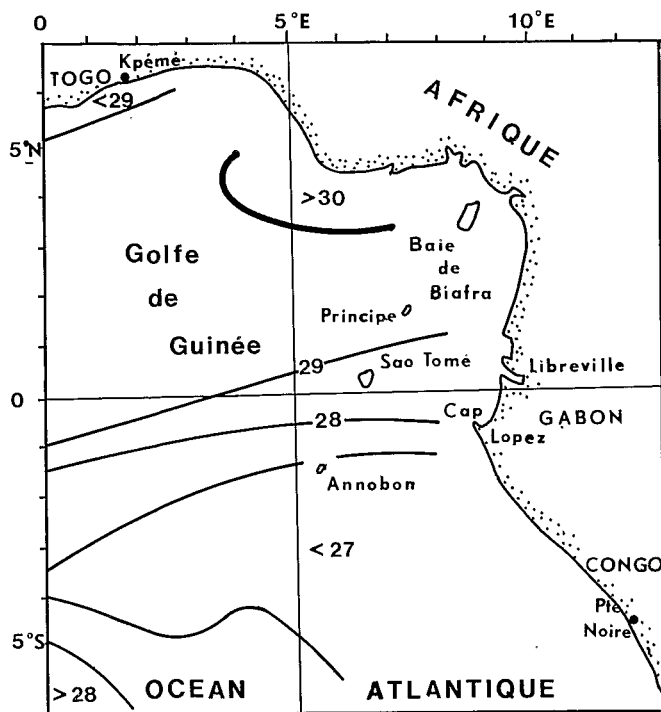 0 5°E 10°E
Kpémé
TOGO
<29
AFRIQUE
5°N
>30
Golfe
de
Guinée
Baie
de
Biafra
Principe
29
Sao Tomé
Libreville
0
28
Cap
Lopez
GABON
Annobon
<27
CONGO
Pte
Noire
5°S
>28
OCEAN ATLANTIQUE